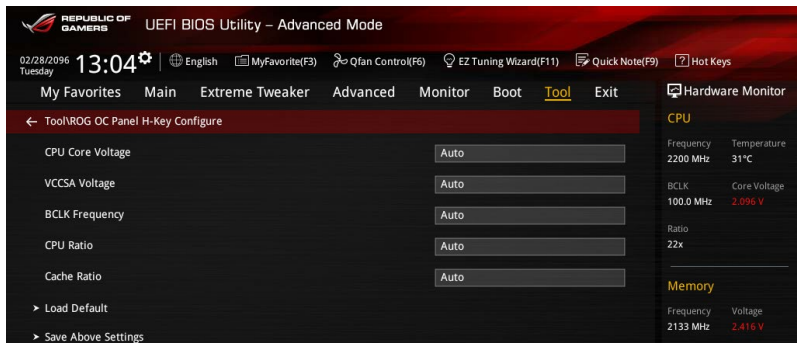 REPUBLIC OF
GAMERS
UEFI BIOS Utility – Advanced Mode
02/28/2096
Tuesday
13:04
English
MyFavorite(F3)
Qfan Control(F6)
EZ Tuning Wizard(F11)
Quick Note(F9)
? Hot Keys
My Favorites Main Extreme Tweaker Advanced Monitor Boot Tool Exit
Hardware Monitor
← Tool\ROG OC Panel H-Key Configure
CPU Core Voltage Auto
VCCSA Voltage Auto
BCLK Frequency Auto
CPU Ratio Auto
Cache Ratio Auto
> Load Default
> Save Above Settings
CPU
Frequency Temperature
2200 MHz 31°C
BCLK Core Voltage
100.0 MHz 2.096 V
Ratio
22x
Memory
Frequency Voltage
2133 MHz 2.416 V